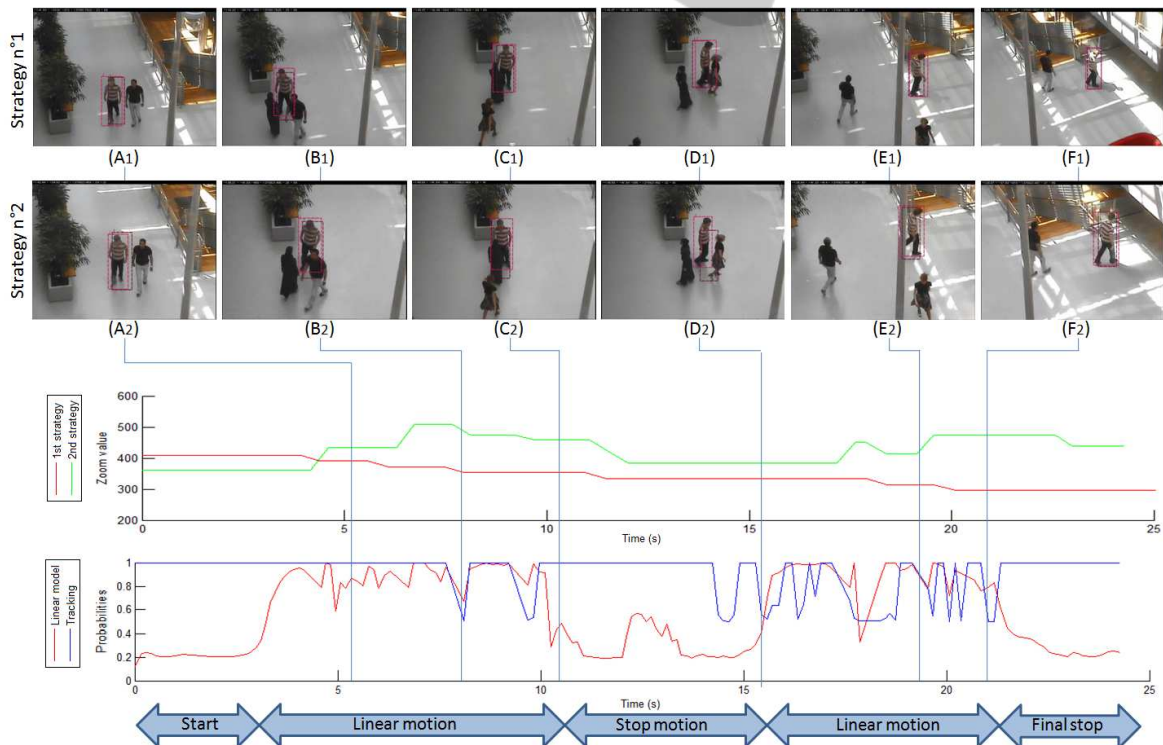 Strategy n°1
(A1) (B1) (C1) (D1) (E1) (F1)
Strategy n°2
(A2) (B2) (C2) (D2) (E2) (F2)
1st strategy
2nd strategy
Zoom value
600
500
400
300
200
0 5 10 15 20 25
Time (s)
Linear model
Tracking
Probabilities
1
0.8
0.6
0.4
0.2
0
0 5 10 15 20 25
Time (s)
Start Linear motion Stop motion Linear motion Final stop